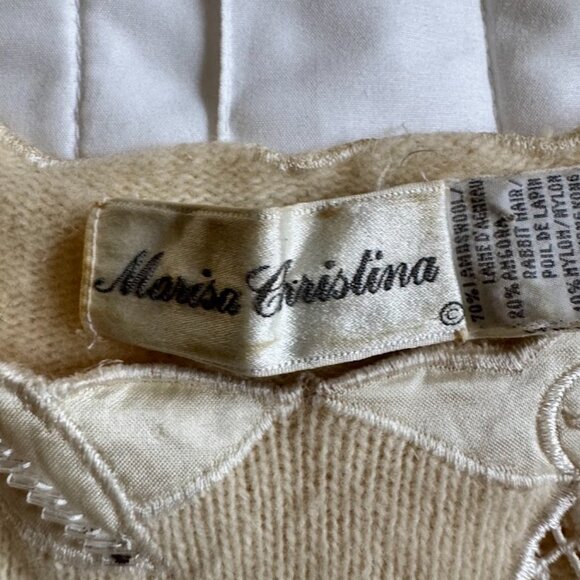 Marisa Christina
©
70% LAMBSWOOL/
LAINE D'AGNEAU
20% ANGORA
RABBIT HAIR/
POIL DE LAPIN
10% NYLON/NYLON